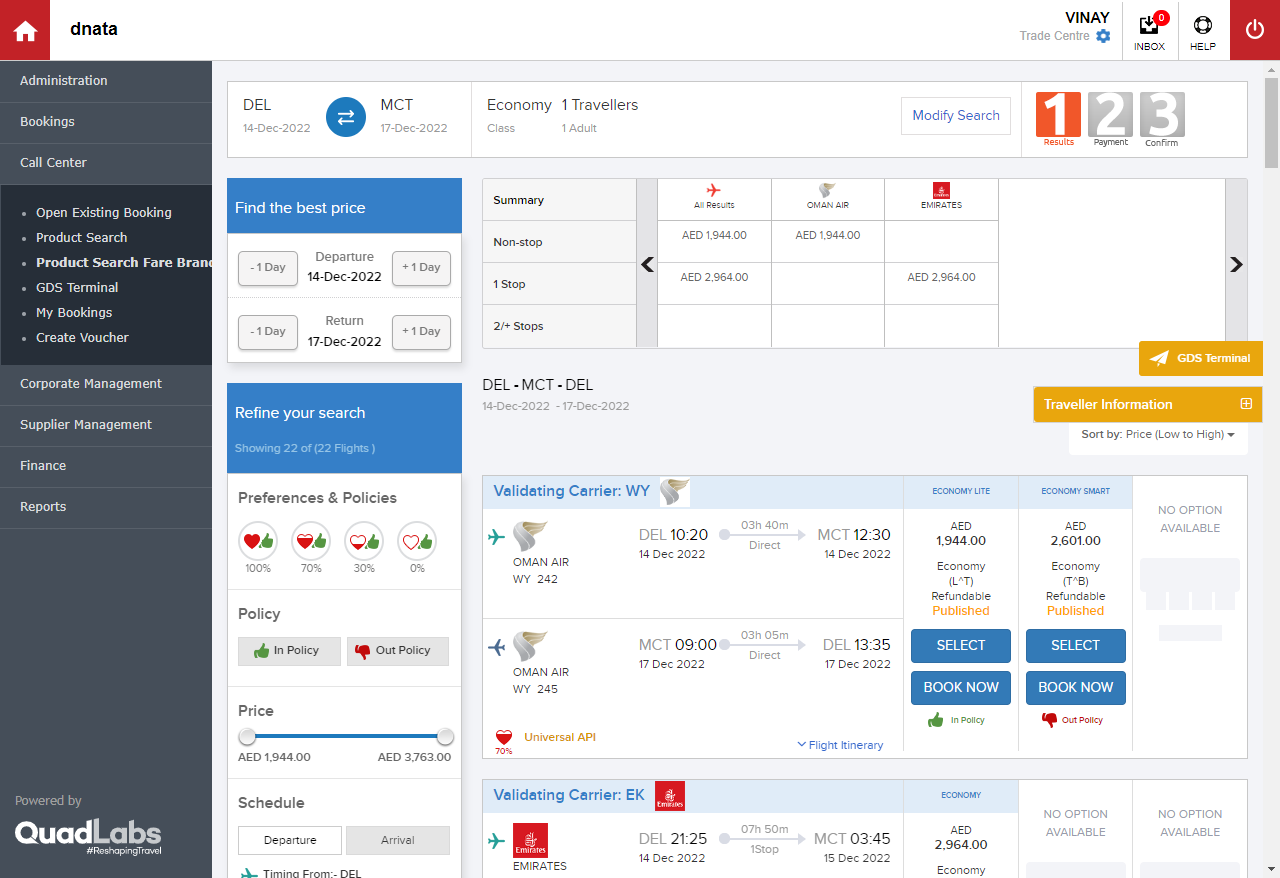 dnata
VINAY
Trade Centre
0
INBOX
HELP
Administration
Bookings
Call Center
Open Existing Booking
Product Search
Product Search Fare Bran
GDS Terminal
My Bookings
Create Voucher
Corporate Management
Supplier Management
Finance
Reports
Powered by
QuadLabs
#ReshapingTravel
DEL
14-Dec-2022
MCT
17-Dec-2022
Economy
Class
1 Travellers
1 Adult
Modify Search
1 Results
2 Payment
3 Confirm
Find the best price
- 1 Day
Departure
14-Dec-2022
+ 1 Day
- 1 Day
Return
17-Dec-2022
+ 1 Day
Refine your search
Showing 22 of (22 Flights )
Preferences & Policies
100% 70% 30% 0%
Policy
In Policy Out Policy
Price
AED 1,944.00 AED 3,763.00
Schedule
Departure Arrival
Timing From:- DEL
Summary All Results OMAN AIR EMIRATES
Non-stop AED 1,944.00 AED 1,944.00
1 Stop AED 2,964.00 AED 2,964.00
2/+ Stops
GDS Terminal
DEL - MCT - DEL
14-Dec-2022 - 17-Dec-2022
Traveller Information
Sort by: Price (Low to High)
Validating Carrier: WY
OMAN AIR
WY 242
DEL 10:20
14 Dec 2022
03h 40m
Direct
MCT 12:30
14 Dec 2022
OMAN AIR
WY 245
MCT 09:00
17 Dec 2022
03h 05m
Direct
DEL 13:35
17 Dec 2022
70%
Universal API
Flight Itinerary
ECONOMY LITE
AED
1,944.00
Economy
(L^T)
Refundable
Published
SELECT
BOOK NOW
In Policy
ECONOMY SMART
AED
2,601.00
Economy
(T^B)
Refundable
Published
SELECT
BOOK NOW
Out Policy
NO OPTION
AVAILABLE
Validating Carrier: EK
Emirates
Emirates
EMIRATES
DEL 21:25
14 Dec 2022
07h 50m
1Stop
MCT 03:45
15 Dec 2022
ECONOMY
AED
2,964.00
Economy
NO OPTION
AVAILABLE
NO OPTION
AVAILABLE